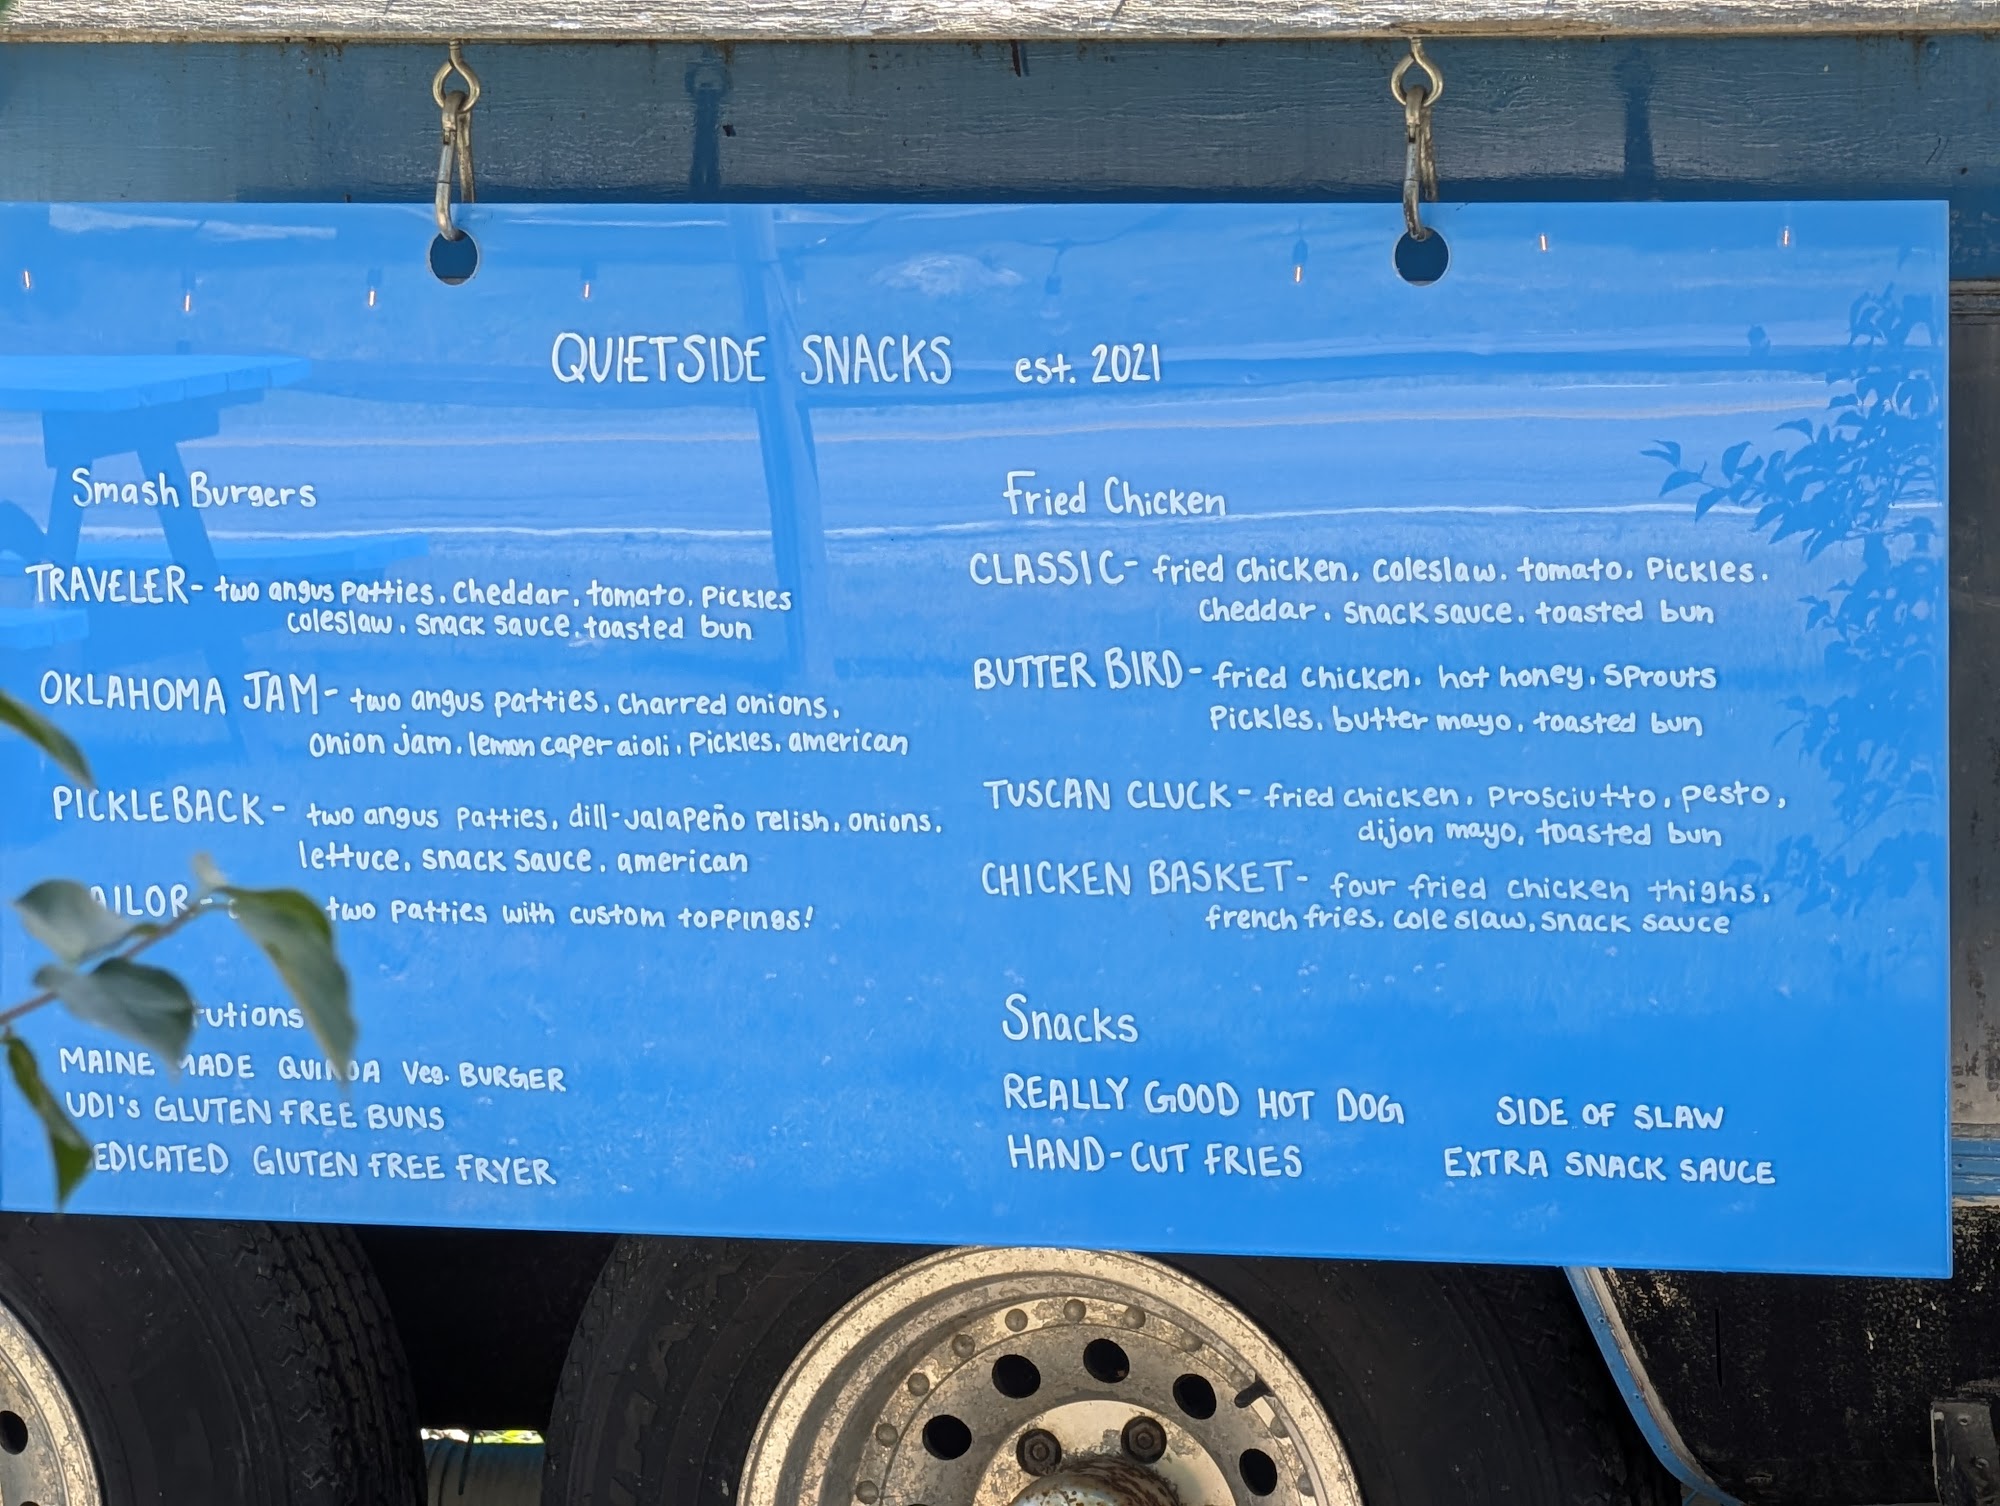 QUIETSIDE SNACKS est. 2021
Smash Burgers
TRAVELER- two angus patties, cheddar, tomato, pickles
coleslaw, snack sauce, toasted bun
OKLAHOMA JAM- two angus patties, charred onions,
onion jam, lemon caper aioli, pickles, american
PICKLEBACK- two angus patties, dill-jalapeño relish, onions,
lettuce, snack sauce, american
two patties with custom toppings!
MAINE MADE QUINOA Veg. BURGER
UDI's GLUTEN FREE BUNS
DEDICATED GLUTEN FREE FRYER
Fried Chicken
CLASSIC- fried chicken, coleslaw, tomato, pickles,
cheddar, snack sauce, toasted bun
BUTTER BIRD- fried chicken, hot honey, sprouts
pickles, butter mayo, toasted bun
TUSCAN CLUCK- fried chicken, prosciutto, pesto,
dijon mayo, toasted bun
CHICKEN BASKET- four fried chicken thighs,
french fries, cole slaw, snack sauce
Snacks
REALLY GOOD HOT DOG
HAND-CUT FRIES
SIDE OF SLAW
EXTRA SNACK SAUCE